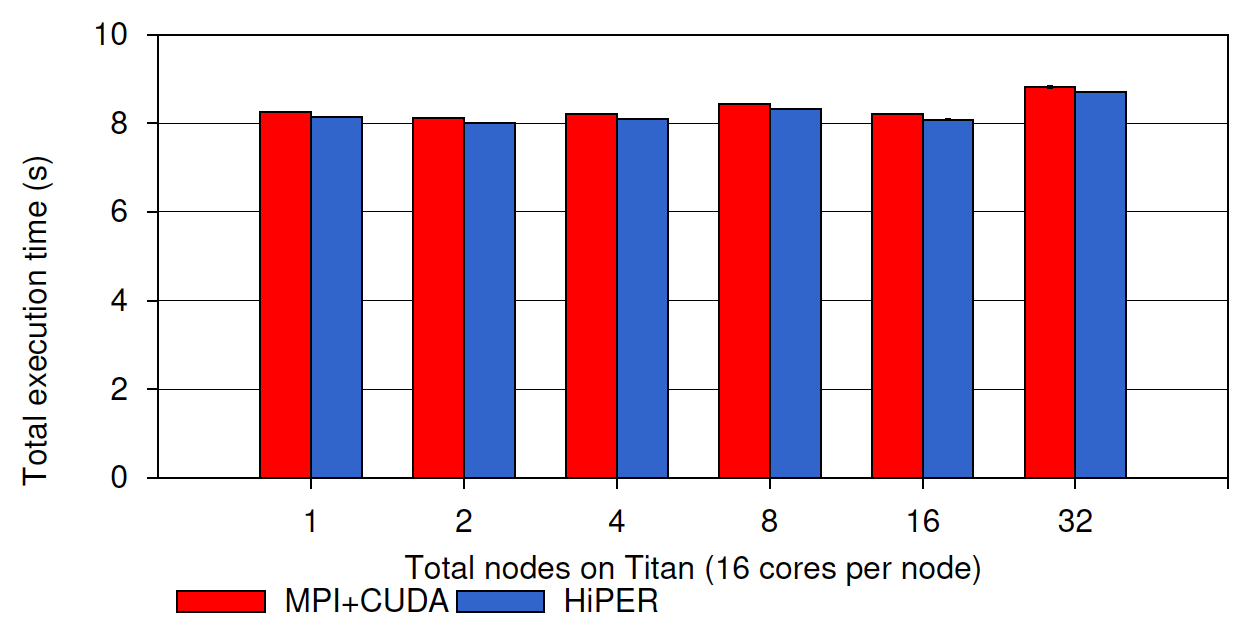 10
8
6
4
2
0
Total execution time (s)
1 2 4 8 16 32
Total nodes on Titan (16 cores per node)
MPI+CUDA HiPER